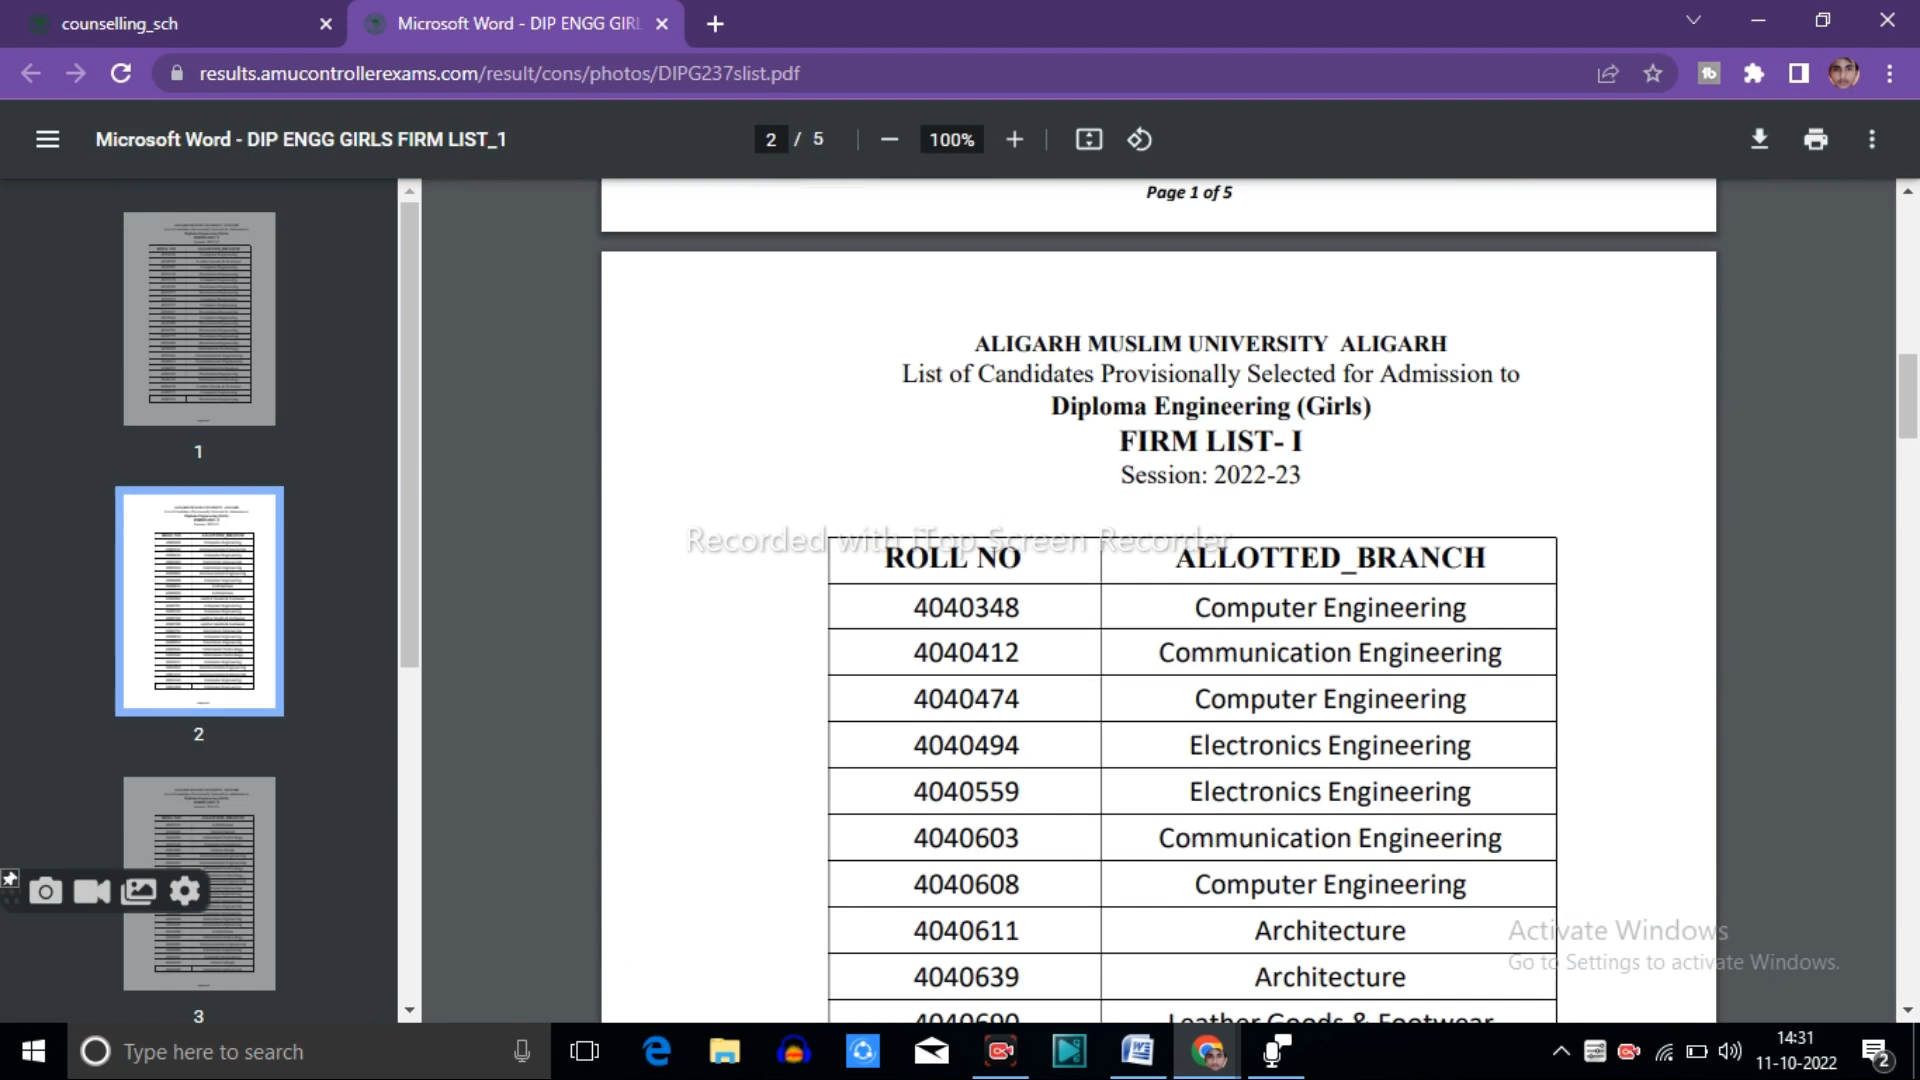 counselling_sch
Microsoft Word - DIP ENGG GIRL
results.amucontrollerexams.com/result/cons/photos/DIPG237slist.pdf
Microsoft Word - DIP ENGG GIRLS FIRM LIST_1
2 / 5
100%
1
2
3
Page 1 of 5
ALIGARH MUSLIM UNIVERSITY ALIGARH
List of Candidates Provisionally Selected for Admission to
Diploma Engineering (Girls)
FIRM LIST- I
Session: 2022-23
Recorded with iTop Screen Recorder
ROLL NO ALLOTTED_BRANCH
4040348 Computer Engineering
4040412 Communication Engineering
4040474 Computer Engineering
4040494 Electronics Engineering
4040559 Electronics Engineering
4040603 Communication Engineering
4040608 Computer Engineering
4040611 Architecture
4040639 Architecture
4040690 Leather Goods & Footwear
Activate Windows
Go to Settings to activate Windows.
Type here to search
14:31
11-10-2022
2